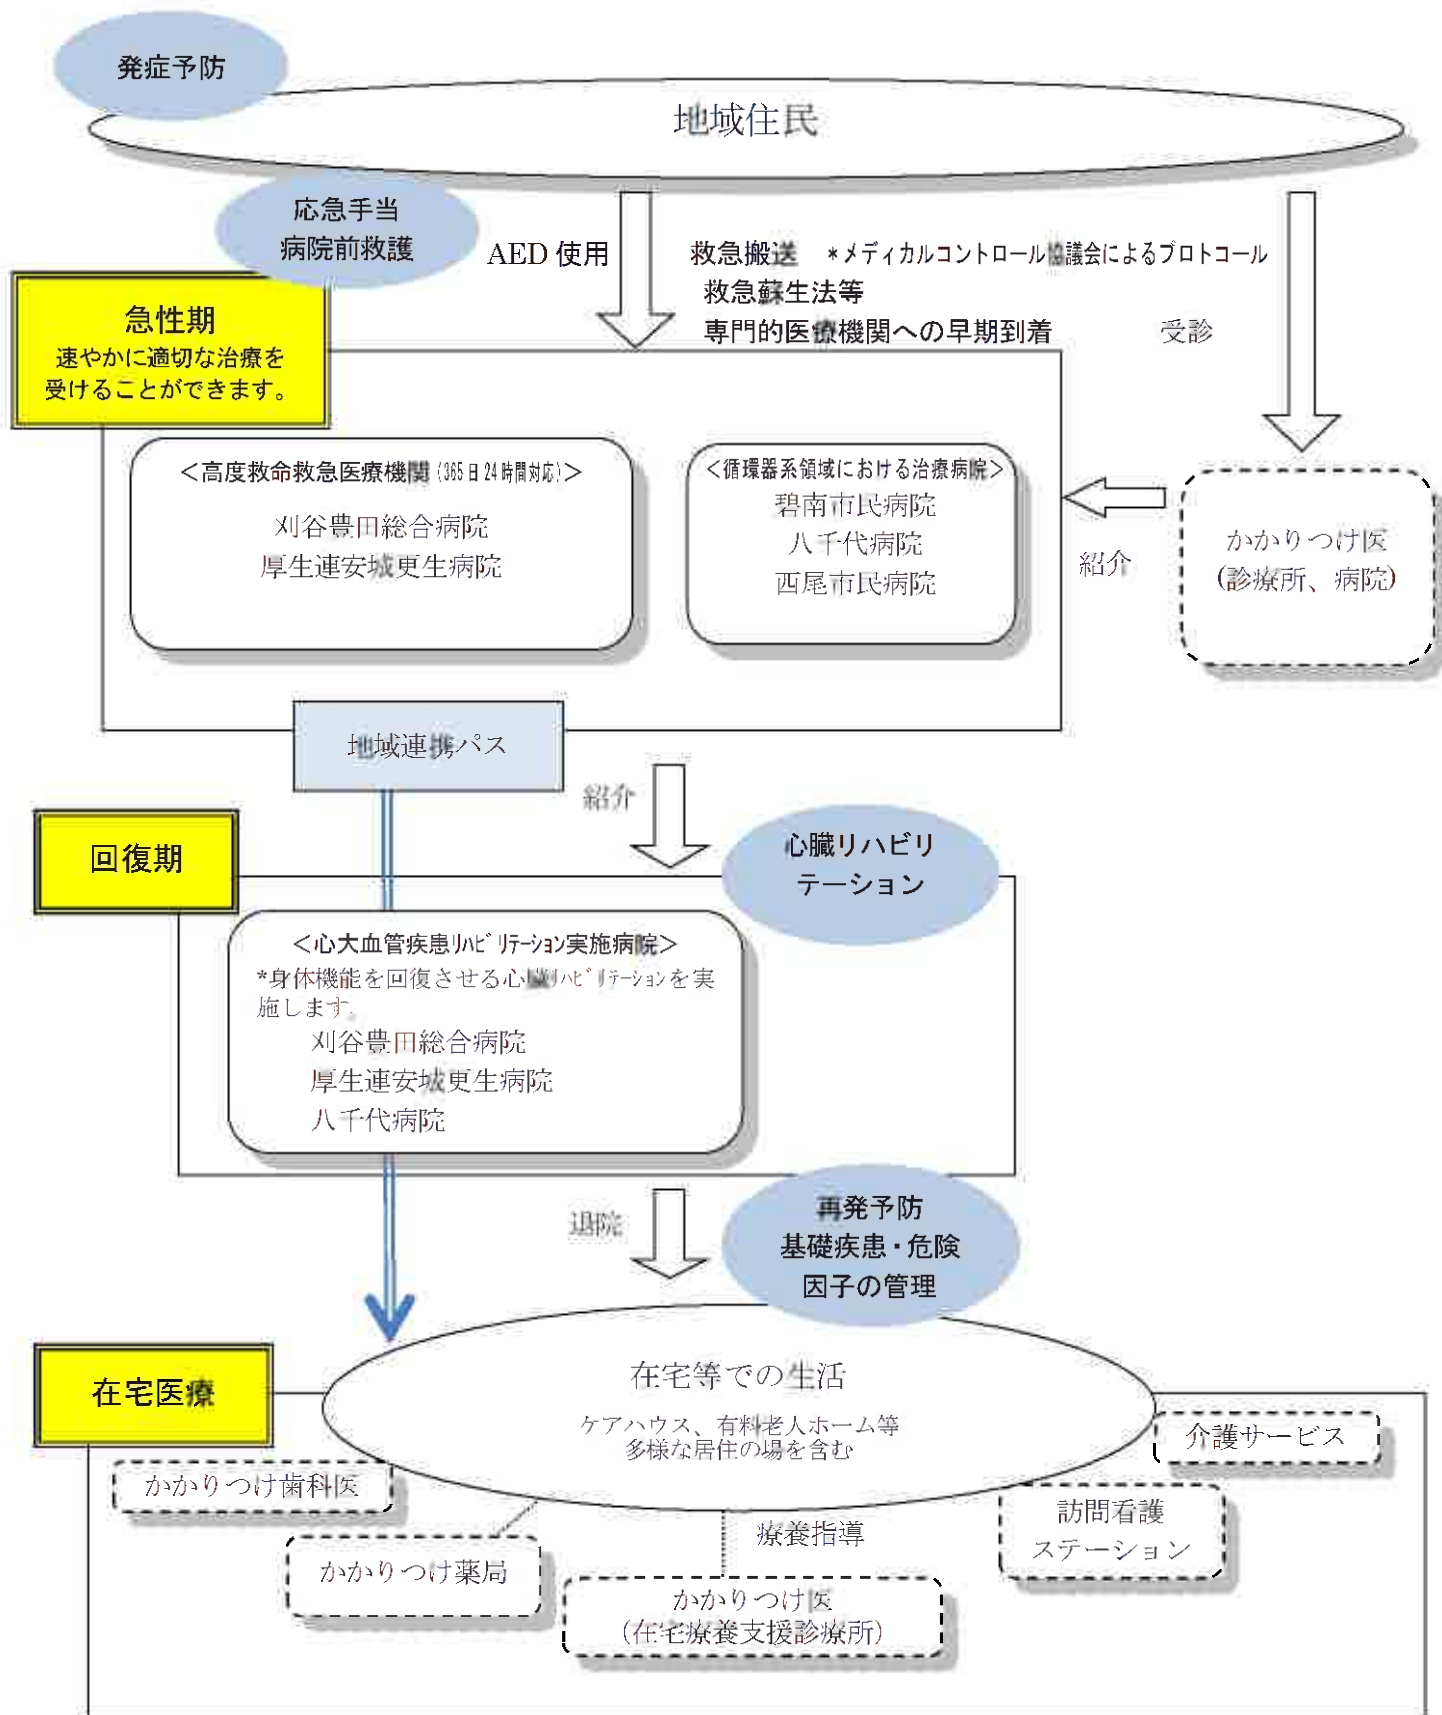 発症予防
地域住民
応急手当
病院前救護
AED 使用
救急搬送 *メディカルコントロール協議会によるプロトコール
救急蘇生法等
専門的医療機関への早期到着
受診
急性期
速やかに適切な治療を
受けることができます。
＜高度救命救急医療機関（365日24時間対応）＞
刈谷豊田総合病院
厚生連安城更生病院
＜循環器系領域における治療病院＞
碧南市民病院
八千代病院
西尾市民病院
紹介
かかりつけ医
(診療所、病院)
地域連携パス
紹介
回復期
心臓リハビリ
テーション
＜心大血管疾患ﾘﾊﾋﾞﾘﾃｰｼｮﾝ実施病院＞
*身体機能を回復させる心臓ﾘﾊﾋﾞﾘﾃｰｼｮﾝを実
施します。
刈谷豊田総合病院
厚生連安城更生病院
八千代病院
退院
再発予防
基礎疾患・危険
因子の管理
在宅医療
在宅等での生活
ケアハウス、有料老人ホーム等
多様な居住の場を含む
介護サービス
かかりつけ歯科医
訪問看護
ステーション
療養指導
かかりつけ薬局
かかりつけ医
(在宅療養支援診療所)